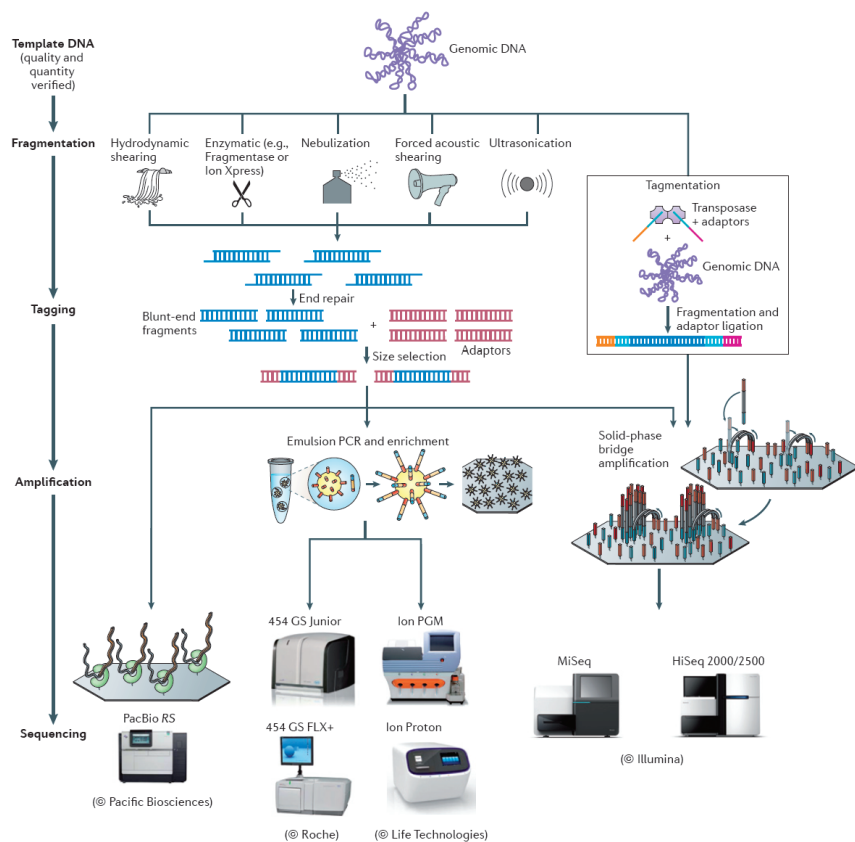 Template DNA
(quality and
quantity
verified)
Genomic DNA
Fragmentation
Hydrodynamic
shearing
Enzymatic (e.g.,
Fragmentase or
Ion Xpress)
Nebulization
Forced acoustic
shearing
Ultrasonication
Tagmentation
Transposase
+ adaptors
+
Genomic DNA
Fragmentation and
adaptor ligation
Tagging
End repair
Blunt-end
fragments
+
Adaptors
Size selection
Emulsion PCR and enrichment
Solid-phase
bridge
amplification
Amplification
454 GS Junior
Ion PGM
MiSeq
HiSeq 2000/2500
PacBio RS
454 GS FLX+
Ion Proton
Sequencing
(© Illumina)
(© Pacific Biosciences)
(© Roche)
(© Life Technologies)